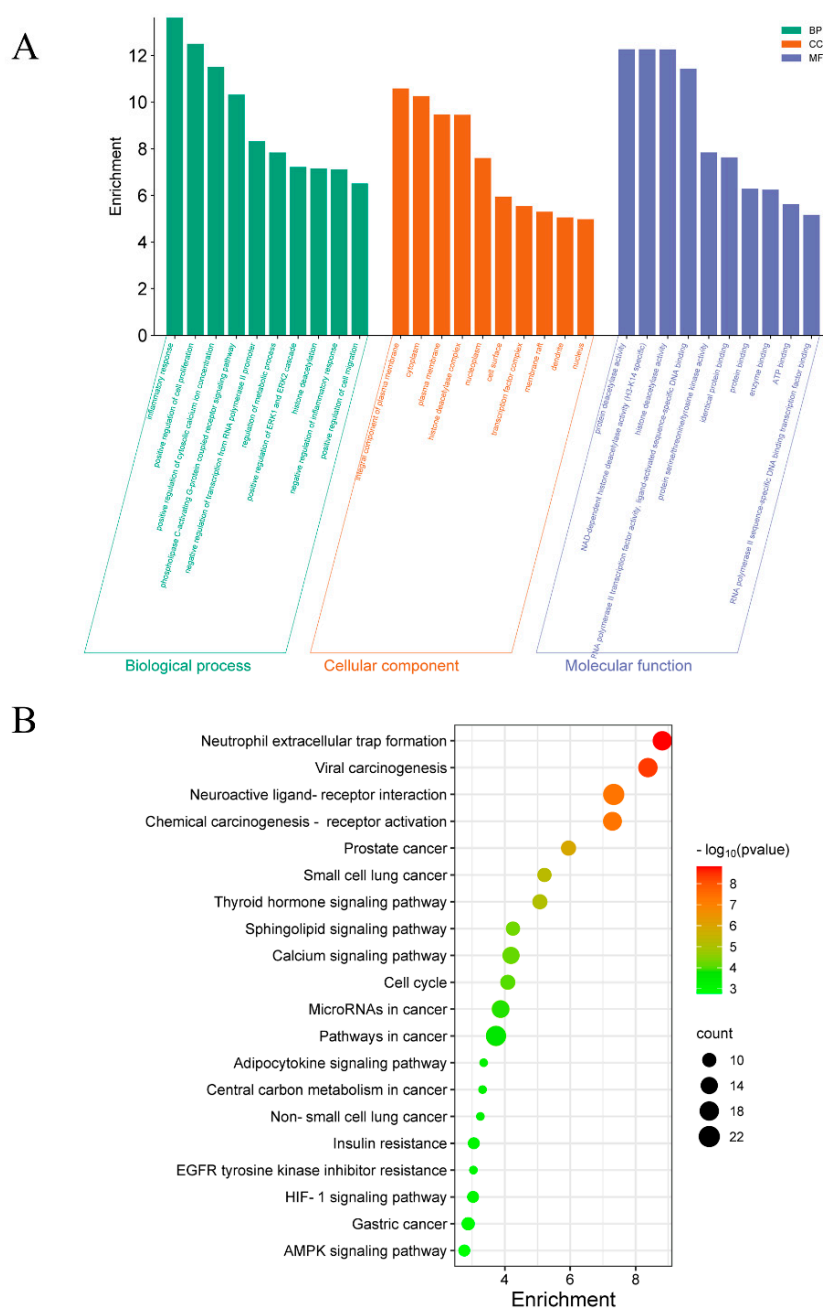 A
BP
CC
MF
Enrichment
12
10
8
6
4
2
0
inflammatory response
positive regulation of cell proliferation
positive regulation of cytosolic calcium ion concentration
phospholipase C-activating G-protein coupled receptor signaling pathway
negative regulation of transcription from RNA polymerase II promoter
regulation of metabolic process
positive regulation of ERK1 and ERK2 cascade
histone deacetylation
negative regulation of inflammatory response
positive regulation of cell migration
integral component of plasma membrane
cytoplasm
plasma membrane
histone deacetylase complex
nucleoplasm
cell surface
transcription factor complex
membrane raft
dendrite
nucleus
protein deacetylase activity
NAD-dependent histone deacetylase activity (H3-K14 specific)
histone deacetylase activity
RNA polymerase II transcription factor activity, ligand-activated sequence-specific DNA binding
protein serine/threonine/tyrosine kinase activity
identical protein binding
protein binding
enzyme binding
ATP binding
RNA polymerase II sequence-specific DNA binding transcription factor binding
Biological process
Cellular component
Molecular function
B
Neutrophil extracellular trap formation
Viral carcinogenesis
Neuroactive ligand- receptor interaction
Chemical carcinogenesis - receptor activation
Prostate cancer
Small cell lung cancer
Thyroid hormone signaling pathway
Sphingolipid signaling pathway
Calcium signaling pathway
Cell cycle
MicroRNAs in cancer
Pathways in cancer
Adipocytokine signaling pathway
Central carbon metabolism in cancer
Non- small cell lung cancer
Insulin resistance
EGFR tyrosine kinase inhibitor resistance
HIF- 1 signaling pathway
Gastric cancer
AMPK signaling pathway
4 6 8
Enrichment
- log10(pvalue)
8
7
6
5
4
3
count
10
14
18
22